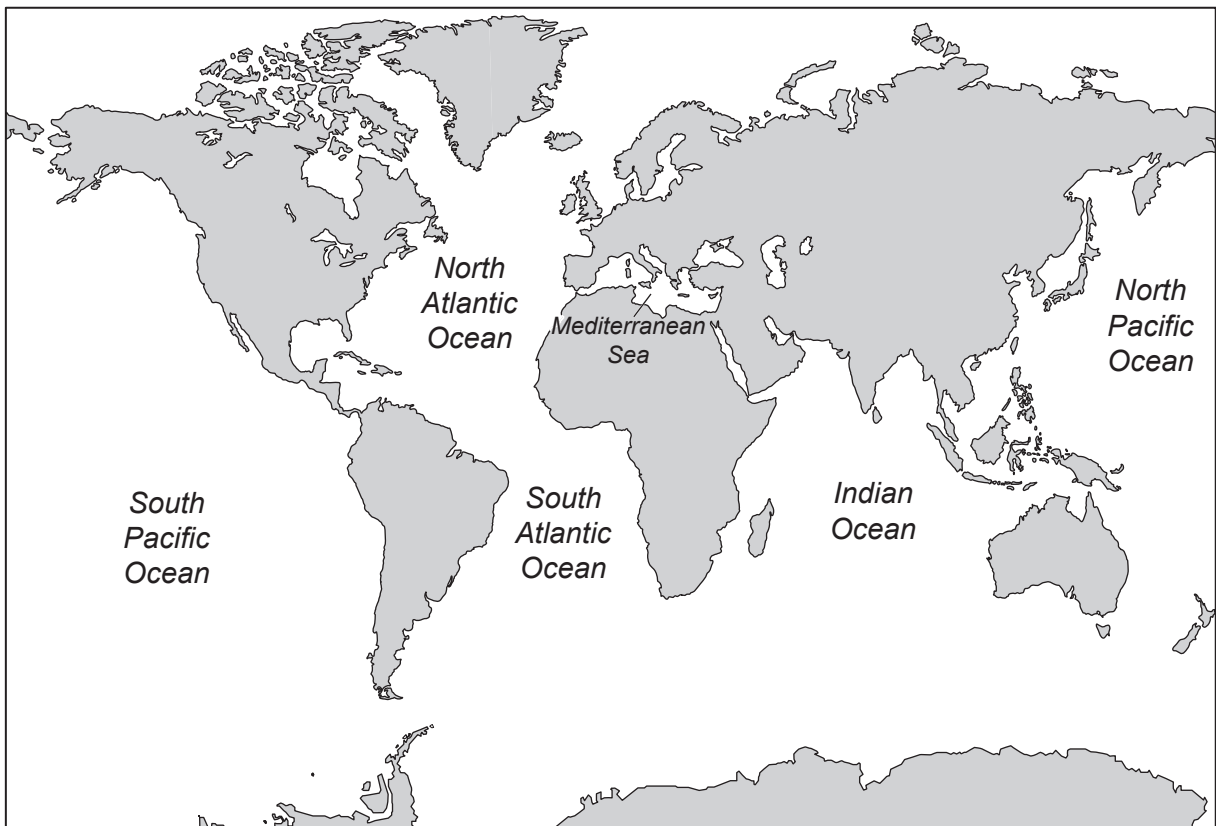 North
Atlantic
Ocean
Mediterranean
Sea
North
Pacific
Ocean
South
Pacific
Ocean
South
Atlantic
Ocean
Indian
Ocean